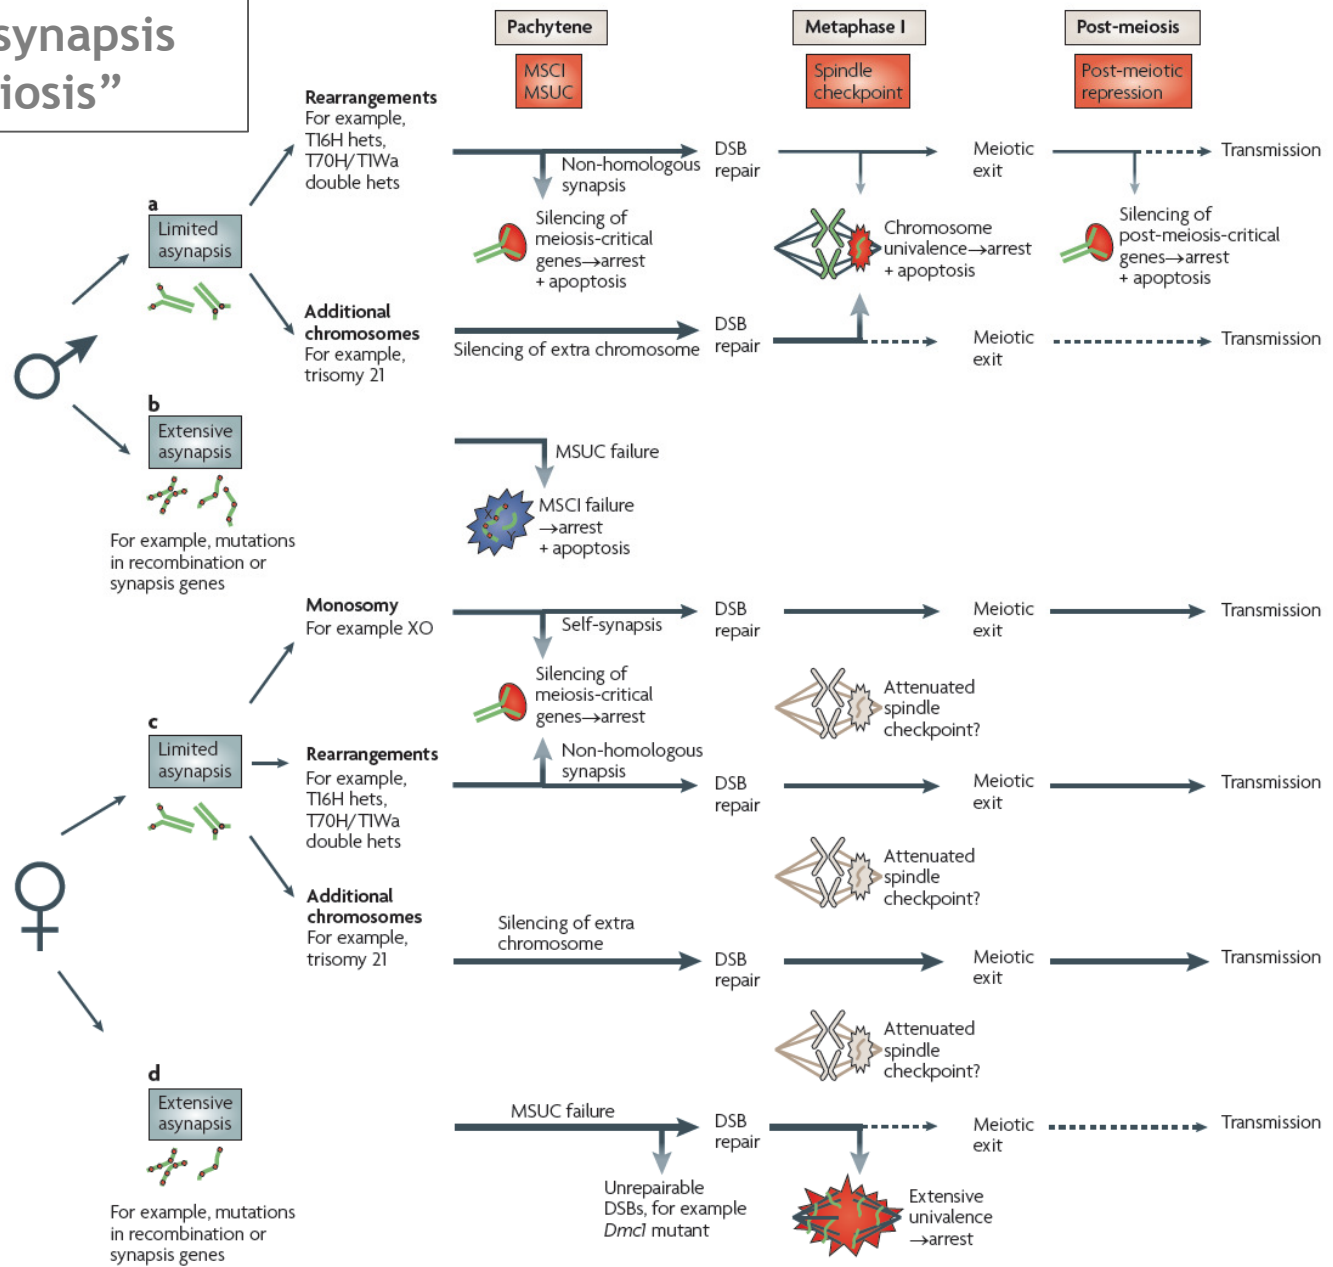 synapsis
iosis”
Pachytene
Metaphase I
Post-meiosis
MSCI
MSUC
Spindle
checkpoint
Post-meiotic
repression
Rearrangements
For example,
T16H hets,
T70H/T1Wa
double hets
Non-homologous
synapsis
DSB
repair
Meiotic
exit
Transmission
a
Limited
asynapsis
Silencing of
meiosis-critical
genes→arrest
+ apoptosis
Chromosome
univalence→arrest
+ apoptosis
Silencing of
post-meiosis-critical
genes→arrest
+ apoptosis
Additional
chromosomes
For example,
trisomy 21
Silencing of extra chromosome
DSB
repair
Meiotic
exit
Transmission
b
Extensive
asynapsis
For example, mutations
in recombination or
synapsis genes
MSUC failure
X
Y
MSCI failure
→arrest
+ apoptosis
Monosomy
For example XO
Self-synapsis
DSB
repair
Meiotic
exit
Transmission
Silencing of
meiosis-critical
genes→arrest
Attenuated
spindle
checkpoint?
c
Limited
asynapsis
Rearrangements
For example,
T16H hets,
T70H/T1Wa
double hets
Non-homologous
synapsis
DSB
repair
Meiotic
exit
Transmission
Attenuated
spindle
checkpoint?
Additional
chromosomes
For example,
trisomy 21
Silencing of extra
chromosome
DSB
repair
Meiotic
exit
Transmission
Attenuated
spindle
checkpoint?
d
Extensive
asynapsis
For example, mutations
in recombination or
synapsis genes
MSUC failure
DSB
repair
Meiotic
exit
Transmission
Unrepairable
DSBs, for example
Dmc1 mutant
Extensive
univalence
→arrest